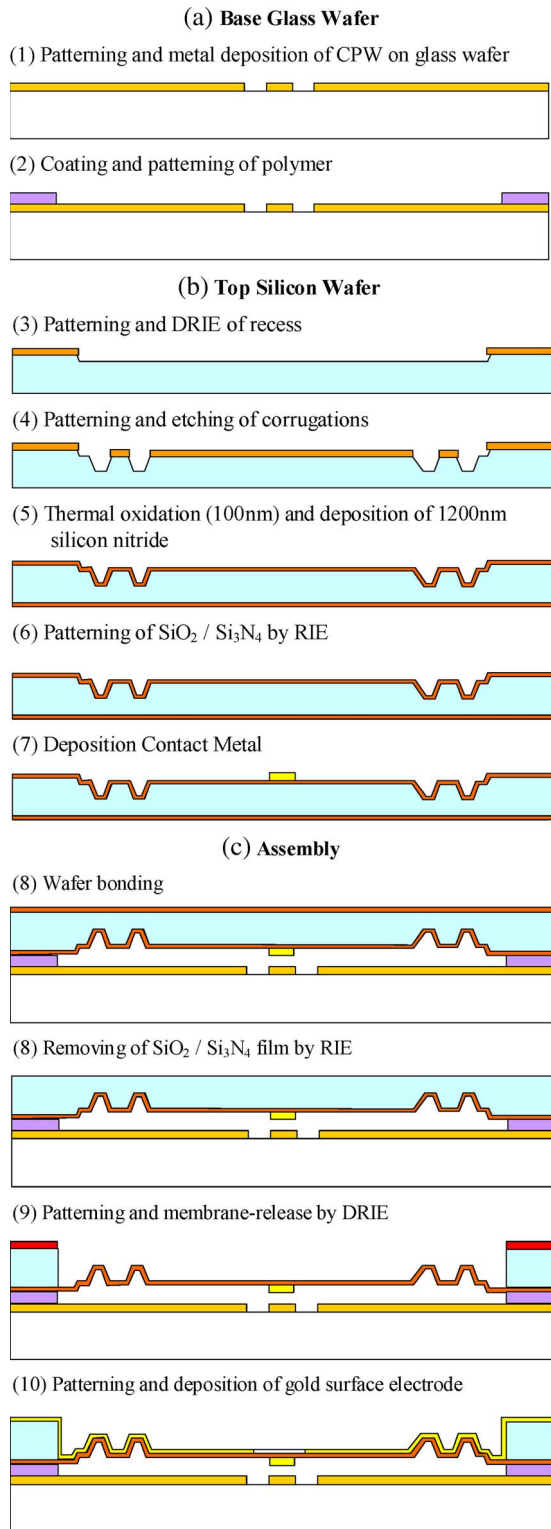 (a) Base Glass Wafer
(1) Patterning and metal deposition of CPW on glass wafer
(2) Coating and patterning of polymer
(b) Top Silicon Wafer
(3) Patterning and DRIE of recess
(4) Patterning and etching of corrugations
(5) Thermal oxidation (100nm) and deposition of 1200nm
silicon nitride
(6) Patterning of SiO₂ / Si₃N₄ by RIE
(7) Deposition Contact Metal
(c) Assembly
(8) Wafer bonding
(8) Removing of SiO₂ / Si₃N₄ film by RIE
(9) Patterning and membrane-release by DRIE
(10) Patterning and deposition of gold surface electrode